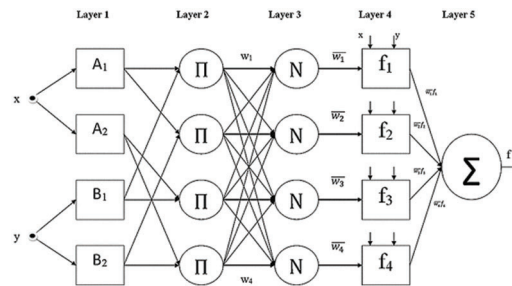 Layer 1 Layer 2 Layer 3 Layer 4 Layer 5
x y
A₁ Π w₁ N w̅₁ f₁
x
A₂ Π N w̅₂ f₂
Σ f
B₁ Π N w̅₃ f₃
y
B₂ Π w₄ N w̅₄ f₄